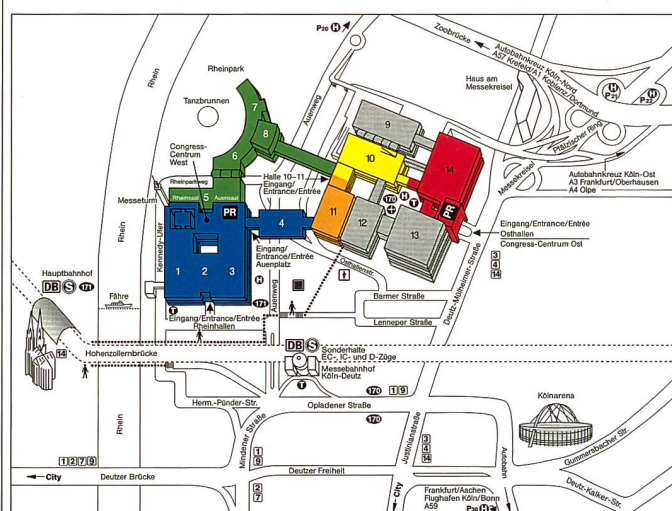 P20 H
Zoobrücke
Autobahnkreuz Köln-Nord
A57 Krefeld/A1 Koblenz/Dortmund
H
P21
H
P22
Rhein
Rheinpark
Auenweg
Haus am
Messekreisel
Tanzbrunnen
Pfälzischer Ring
7
8
9
Congress-
Centrum
West
6
10
14
Halle 10–11
Eingang/
Entrance/Entrée
Messekreisel
Autobahnkreuz Köln-Ost
A3 Frankfurt/Oberhausen
A4 Olpe
Rheinparkweg
Messeturm
Rheinsaal
5
Auensaal
170
H
T
PR
PR
4
11
12
13
Eingang/Entrance/Entrée
Osthallen
Congress-Centrum Ost
Rhein
Kennedy-Ufer
Eingang/
Entrance/Entrée
Auenplatz
Osthallenstr.
Deutz-Mülheimer-Straße
3
4
14
1
2
3
Hauptbahnhof
DB S 171
H
171
Auenweg
Barmer Straße
Lenneper Straße
Fähre
T
Eingang/Entrance/Entrée
Rheinhallen
14
Hohenzollernbrücke
DB S
Sonderhalte
EC-, IC- und D-Züge
Messebahnhof
Köln-Deutz
T
170
1 9
Kölnarena
Herm.-Pünder-Str.
Opladener Straße
170
Rhein
Mindener Straße
Justinianstraße
Gummersbacher Str.
1
9
3
4
14
Autobahn
1 2 7 9
City
Deutzer Brücke
Deutzer Freiheit
2
7
City
Frankfurt/Aachen
Flughafen Köln/Bonn
A59
P30 H
Deutz-Kalker-Str.